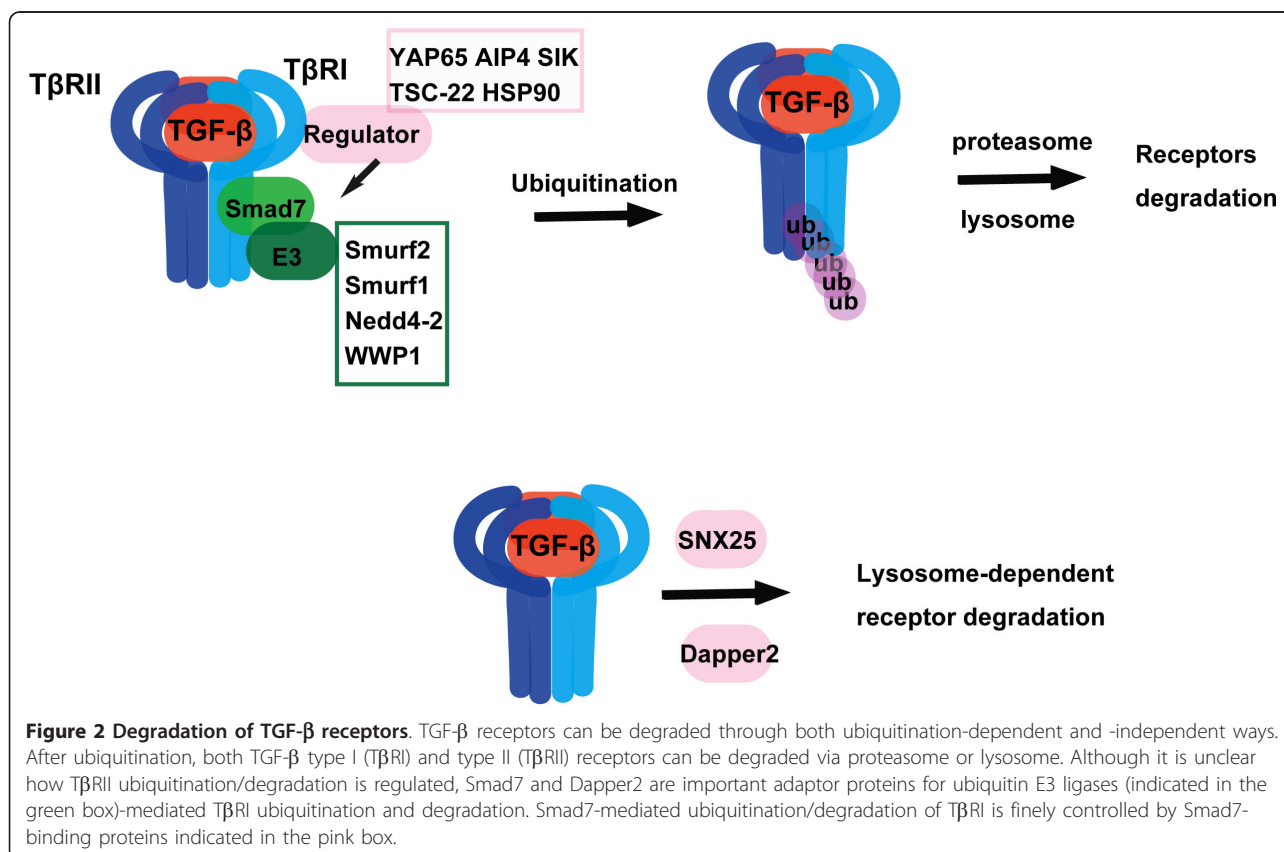 TβRII
TβRI
YAP65 AIP4 SIK
TSC-22 HSP90
TGF-β
Regulator
Smad7
E3
Smurf2
Smurf1
Nedd4-2
WWP1
Ubiquitination
TGF-β
ub
ub
ub
ub
ub
proteasome
lysosome
Receptors
degradation
TGF-β
SNX25
Dapper2
Lysosome-dependent
receptor degradation
Figure 2 Degradation of TGF-β receptors. TGF-β receptors can be degraded through both ubiquitination-dependent and -independent ways.
After ubiquitination, both TGF-β type I (TβRI) and type II (TβRII) receptors can be degraded via proteasome or lysosome. Although it is unclear
how TβRII ubiquitination/degradation is regulated, Smad7 and Dapper2 are important adaptor proteins for ubiquitin E3 ligases (indicated in the
green box)-mediated TβRI ubiquitination and degradation. Smad7-mediated ubiquitination/degradation of TβRI is finely controlled by Smad7-
binding proteins indicated in the pink box.